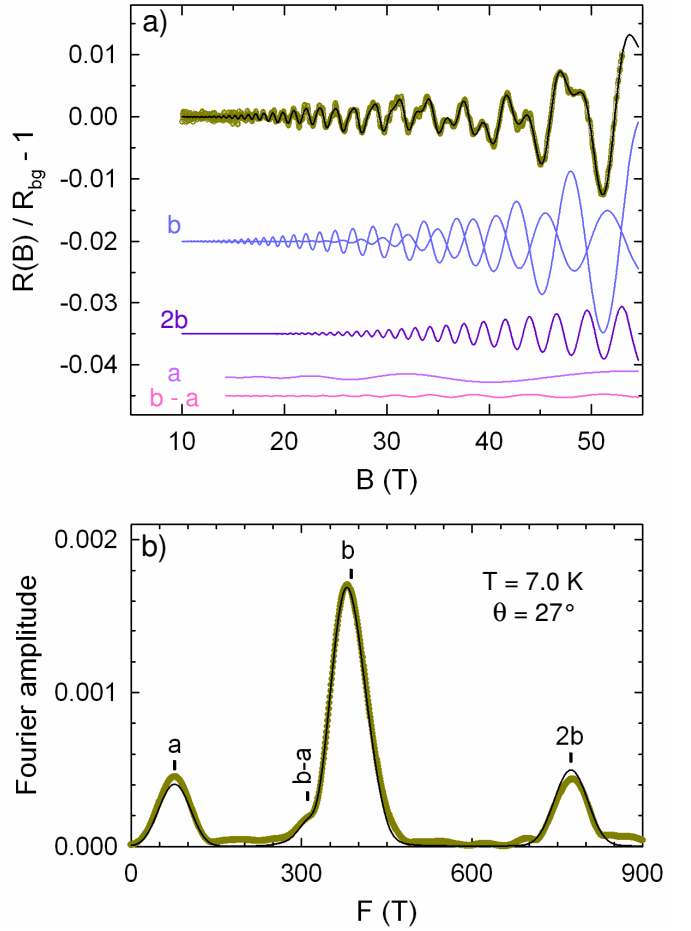 a)
0.01
0.00
-0.01
-0.02
-0.03
-0.04
R(B) / R_bg - 1
b
2b
a
b - a
10
20
30
40
50
B (T)
b)
0.002
0.001
0.000
Fourier amplitude
b
T = 7.0 K
θ = 27°
a
b-a
2b
0
300
600
900
F (T)